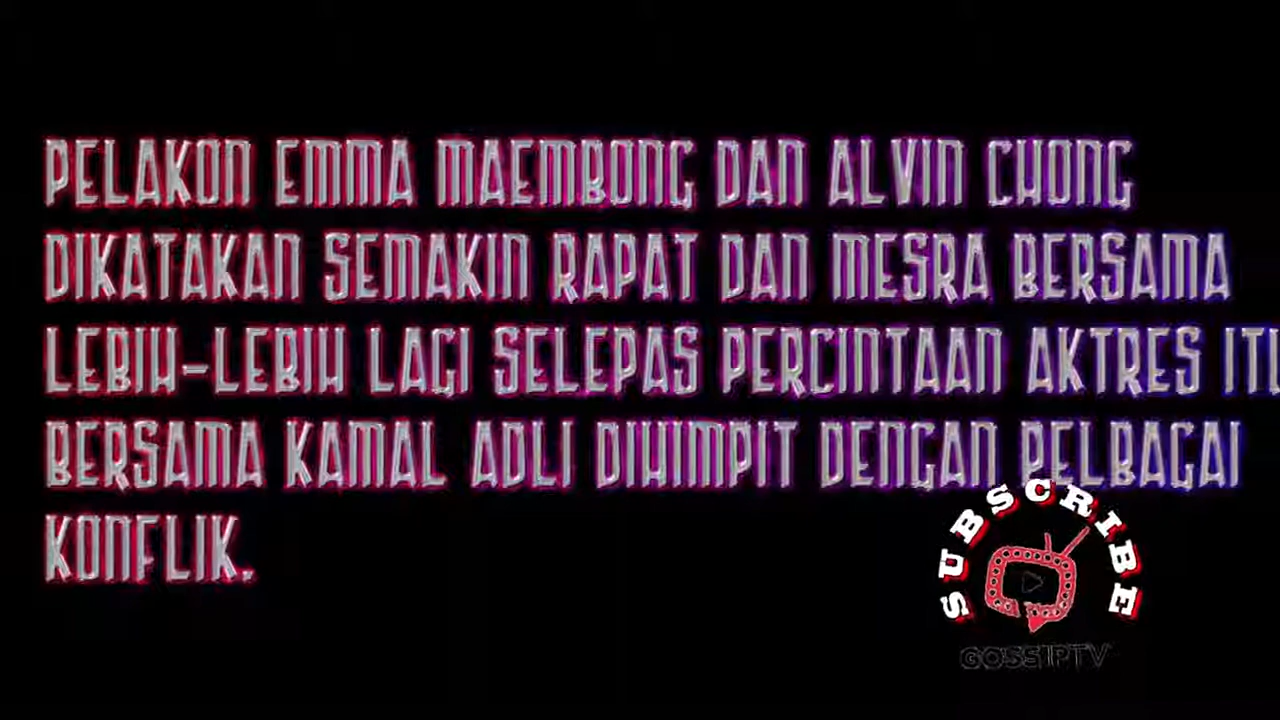 PELAKON EMMA MAEMBONG DAN ALVIN CHONG
DIKATAKAN SEMAKIN RAPAT DAN MESRA BERSAMA
LEBIH-LEBIH LAGI SELEPAS PERCINTAAN AKTRES ITU
BERSAMA KAMAL ADLI DIHIMPIT DENGAN PELBAGAI
KONFLIK.
SUBSCRIBE
GOSSIPTV